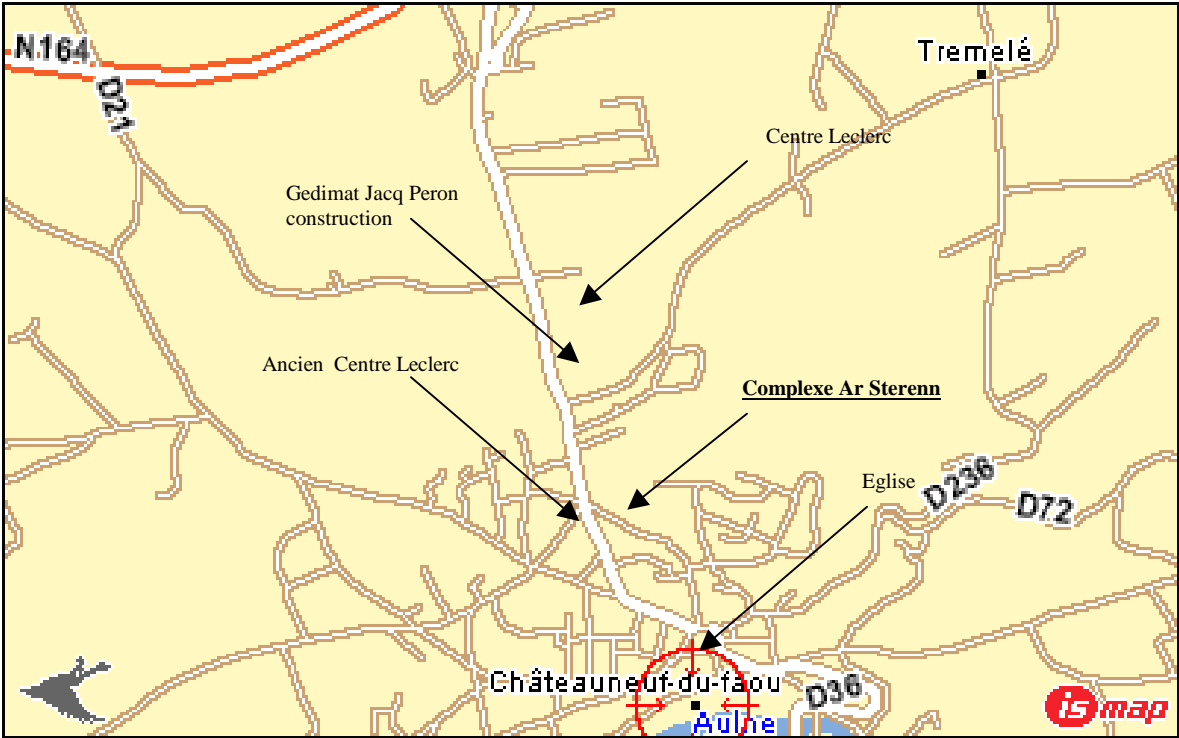 N164
Tremelé
D21
Centre Leclerc
Gedimat Jacq Peron
construction
Ancien Centre Leclerc
Complexe Ar Sterenn
Eglise
D236
D72
Châteauneuf-du-faou
D36
Aulne
is map